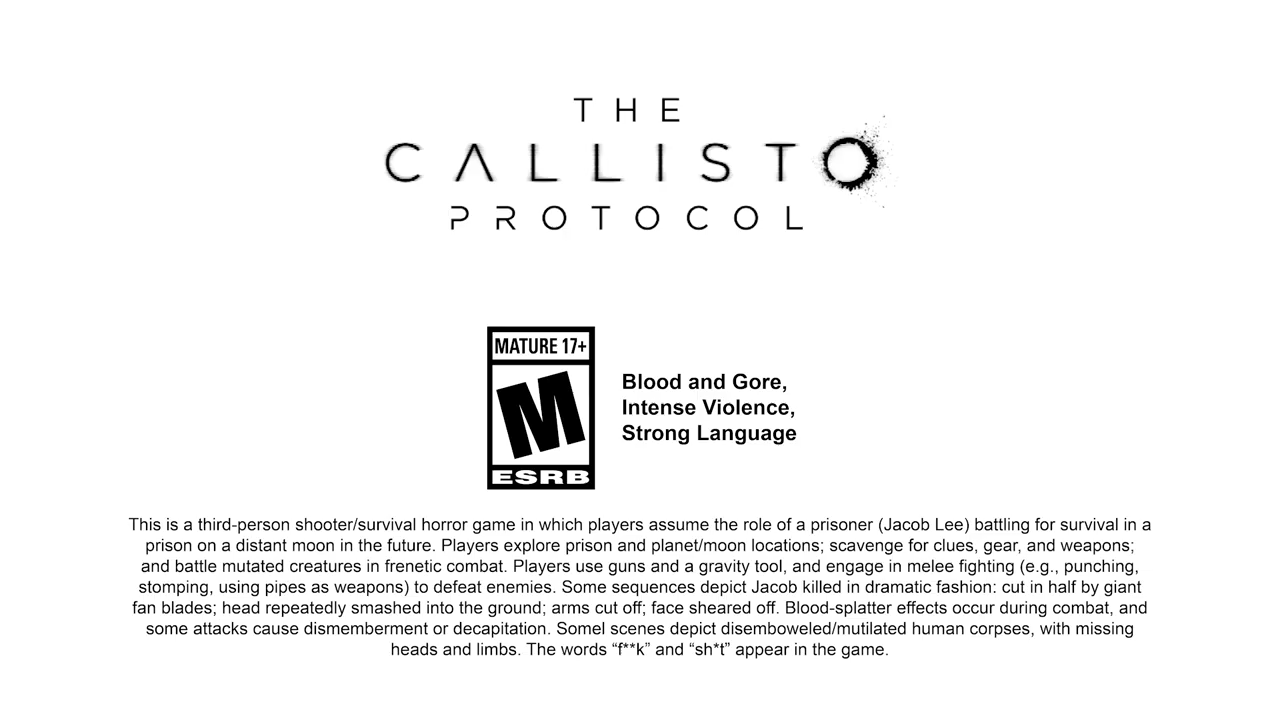 THE
CALLISTO
PROTOCOL
MATURE 17+
M
ESRB
Blood and Gore,
Intense Violence,
Strong Language
This is a third-person shooter/survival horror game in which players assume the role of a prisoner (Jacob Lee) battling for survival in a
prison on a distant moon in the future. Players explore prison and planet/moon locations; scavenge for clues, gear, and weapons;
and battle mutated creatures in frenetic combat. Players use guns and a gravity tool, and engage in melee fighting (e.g., punching,
stomping, using pipes as weapons) to defeat enemies. Some sequences depict Jacob killed in dramatic fashion: cut in half by giant
fan blades; head repeatedly smashed into the ground; arms cut off; face sheared off. Blood-splatter effects occur during combat, and
some attacks cause dismemberment or decapitation. Somel scenes depict disemboweled/mutilated human corpses, with missing
heads and limbs. The words “f**k” and “sh*t” appear in the game.